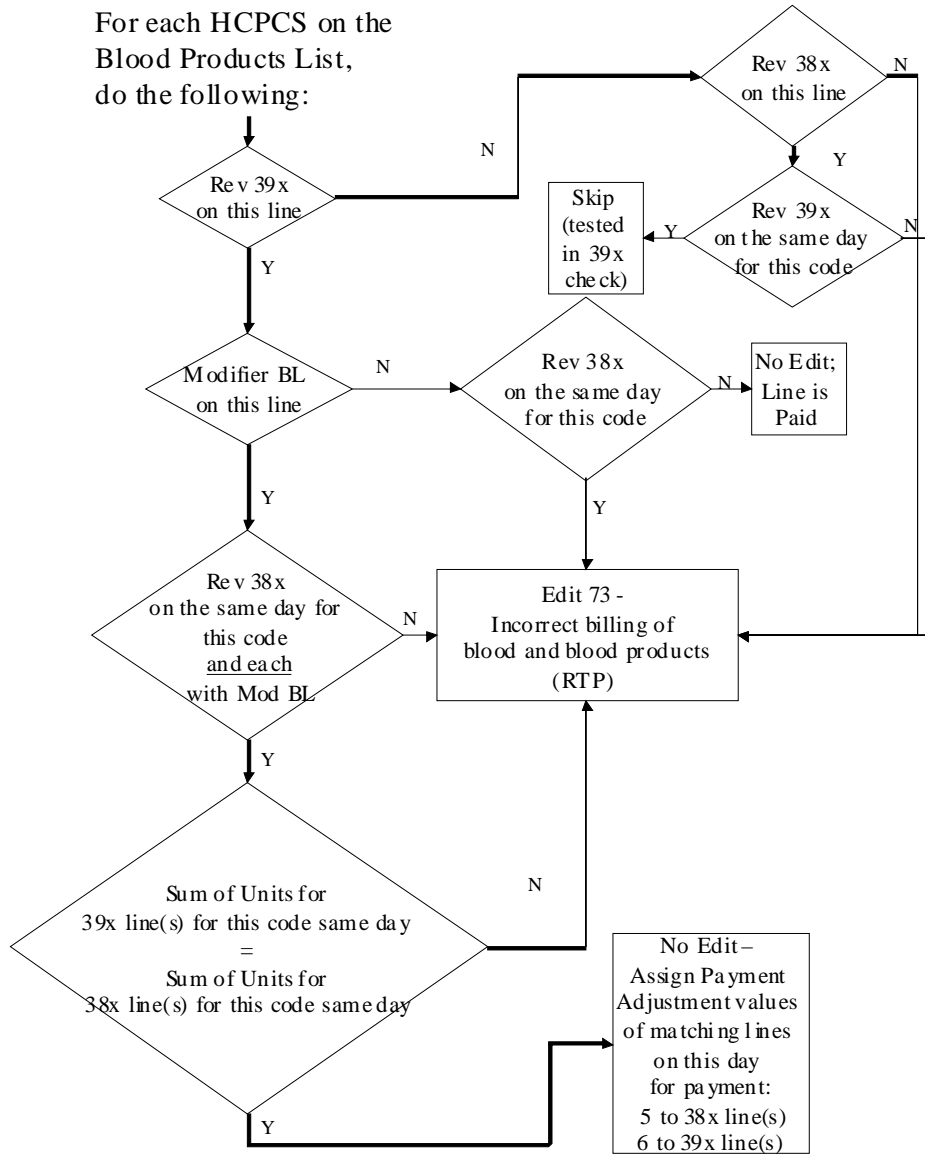 For each HCPCS on the
Blood Products List,
do the following:
Rev 38x
on this line
N
N
Y
Rev 39x
on this line
Y
Skip
(tested
in 39x
check)
Y
Rev 39x
on the same day
for this code
N
Modifier BL
on this line
N
Rev 38x
on the same day
for this code
N
No Edit;
Line is
Paid
Y
Y
Rev 38x
on the same day for
this code
and each
with Mod BL
N
Edit 73 -
Incorrect billing of
blood and blood products
(RTP)
Y
Sum of Units for
39x line(s) for this code same day
=
Sum of Units for
38x line(s) for this code same day
N
Y
No Edit –
Assign Payment
Adjustment values
of matching lines
on this day
for payment:
5 to 38x line(s)
6 to 39x line(s)